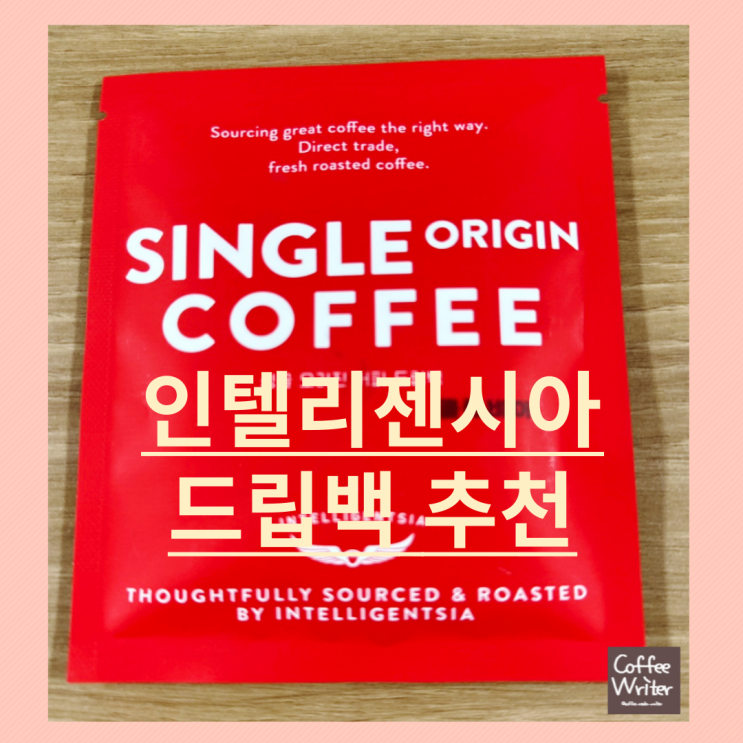 Sourcing great coffee the right way.
Direct trade,
fresh roasted coffee.
SINGLE ORIGIN
COFFEE
인텔리젠시아
드립백 추천
INTELLIGENTSIA
THOUGHTFULLY SOURCED & ROASTED
BY INTELLIGENTSIA
Coffee
Writer